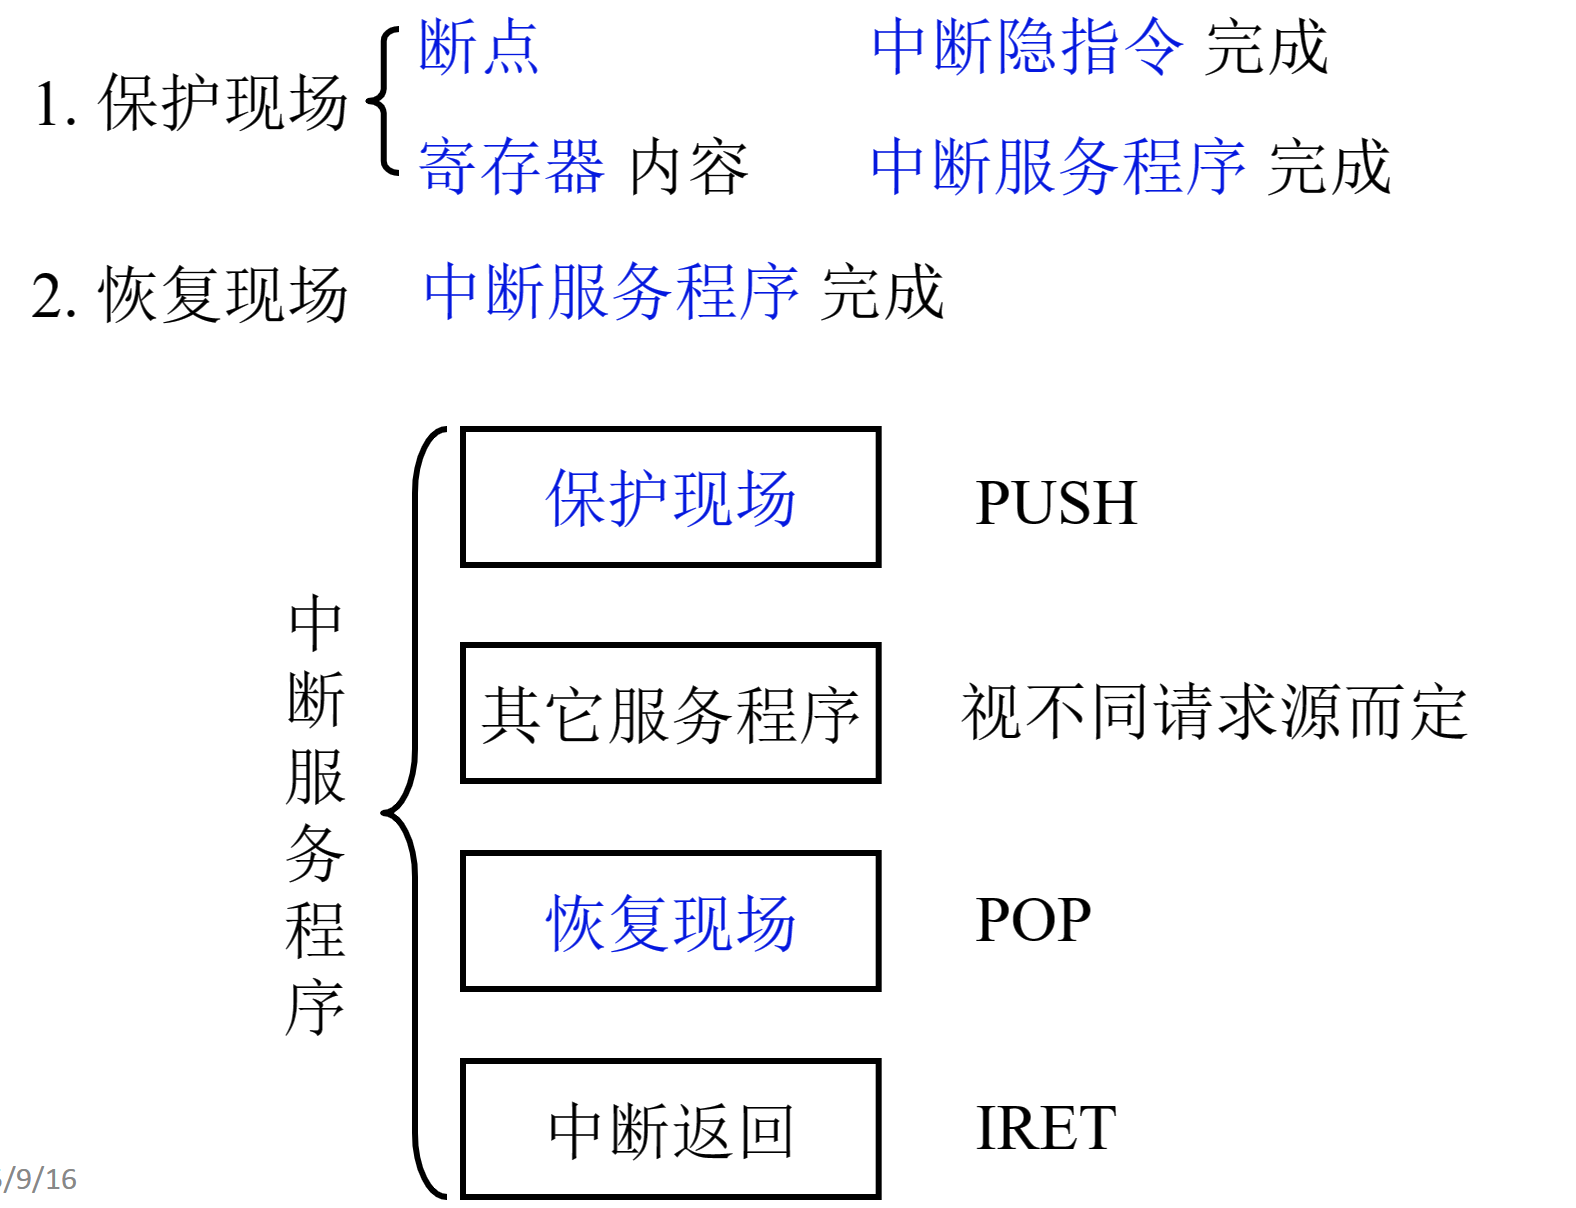 断点 中断隐指令 完成
1. 保护现场
寄存器 内容 中断服务程序 完成
2. 恢复现场 中断服务程序 完成
中断服务程序
保护现场 PUSH
其它服务程序 视不同请求源而定
恢复现场 POP
中断返回 IRET
/9/16